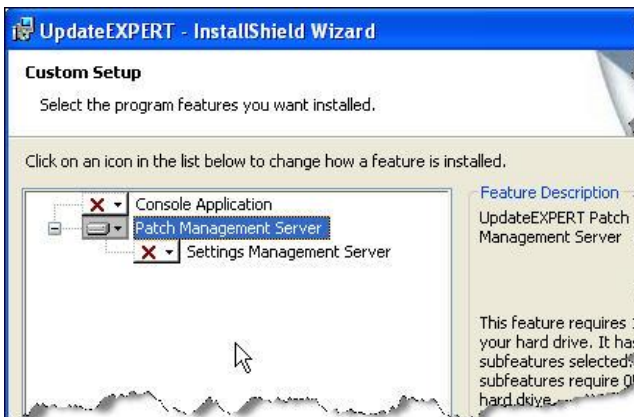 UpdateEXPERT - InstallShield Wizard
Custom Setup
Select the program features you want installed.
Click on an icon in the list below to change how a feature is installed.
Console Application
Patch Management Server
Settings Management Server
Feature Description
UpdateEXPERT Patch
Management Server
This feature requires
your hard drive. It has
subfeatures selected.
subfeatures require
hard drive.